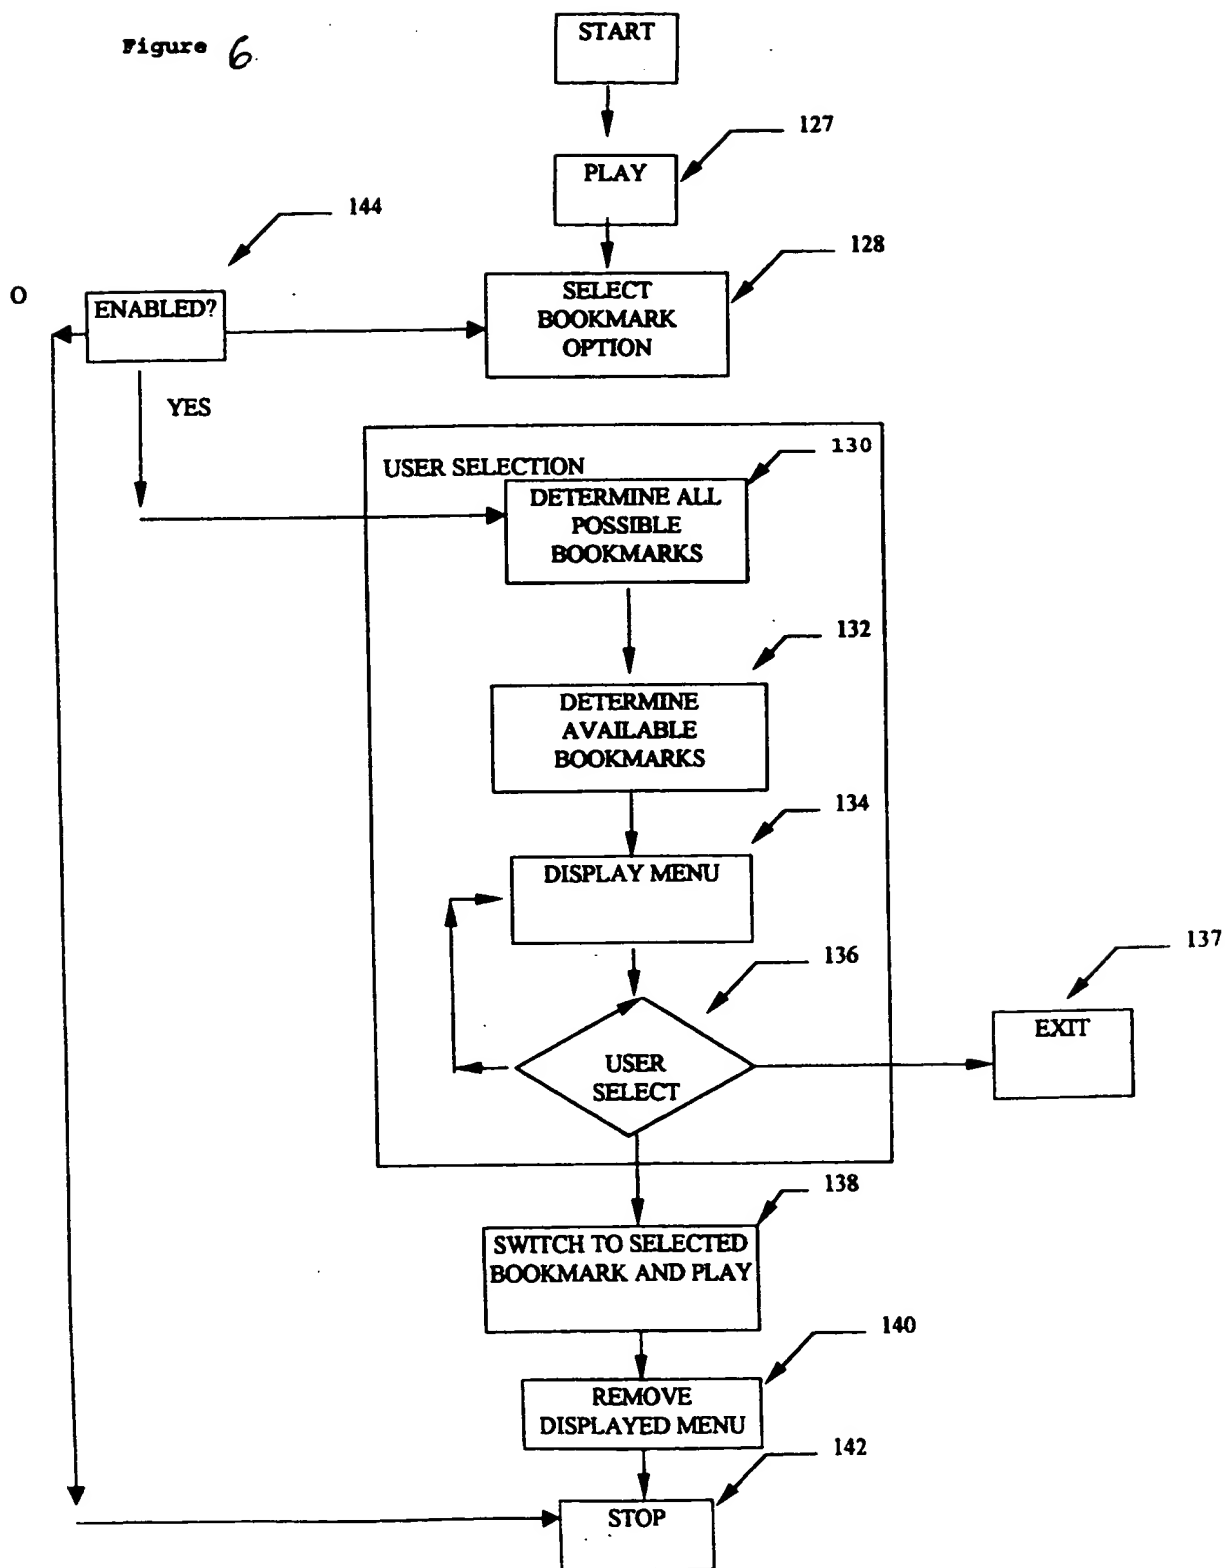 Figure 6
START
127
PLAY
144
128
O
ENABLED?
SELECT
BOOKMARK
OPTION
YES
130
USER SELECTION
DETERMINE ALL
POSSIBLE
BOOKMARKS
132
DETERMINE
AVAILABLE
BOOKMARKS
134
DISPLAY MENU
136
137
EXIT
USER
SELECT
138
SWITCH TO SELECTED
BOOKMARK AND PLAY
140
REMOVE
DISPLAYED MENU
142
STOP